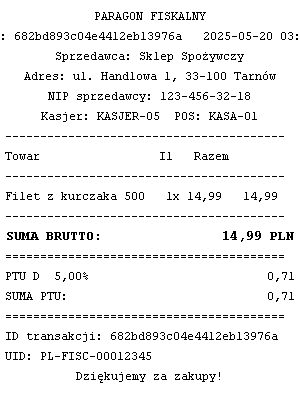 PARAGON FISKALNY
: 682bd893c04e4412eb13976a 2025-05-20 03:
Sprzedawca: Sklep Spożywczy
Adres: ul. Handlowa 1, 33-100 Tarnów
NIP sprzedawcy: 123-456-32-18
Kasjer: KASJER-05 POS: KASA-01
----------------------------------------
Towar Il Razem
----------------------------------------
Filet z kurczaka 500 1x 14,99 14,99
----------------------------------------
SUMA BRUTTO: 14,99 PLN
========================================
PTU D 5,00% 0,71
SUMA PTU: 0,71
========================================
ID transakcji: 682bd893c04e4412eb13976a
UID: PL-FISC-00012345
Dziękujemy za zakupy!